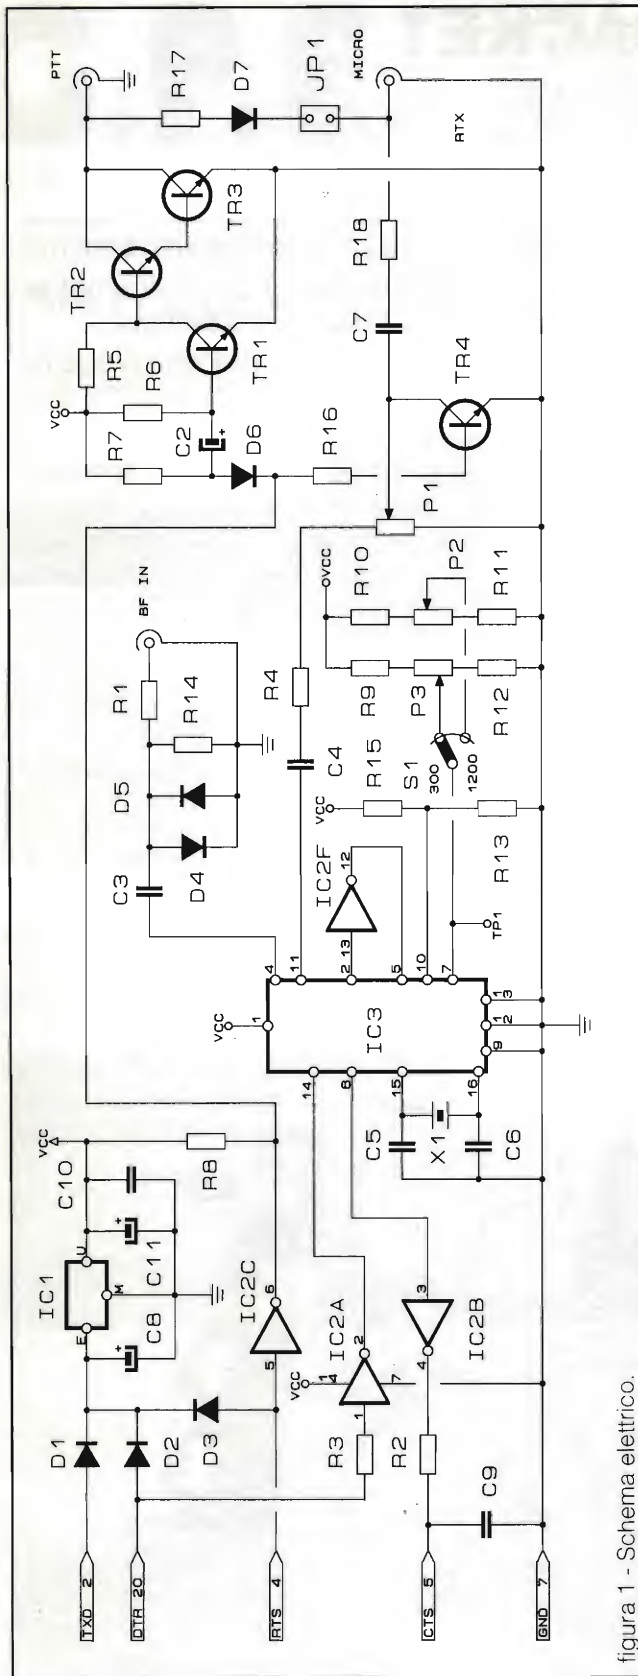 TXD 2
DTR 20
RTS 4
CTS 5
GND 7
D1
D2
D3
IC1
E
U
M
C8
C11
C10
+
+
VCC
R8
IC2C
5
6
IC2A
VCC
1
4
1
2
7
R3
IC2B
3
4
R2
C9
C5
X1
C6
IC3
VCC
1
14
8
15
16
4
11
2
5
10
7
9
1
2
1
3
IC2F
13
12
C3
D4
D5
R14
R1
BF IN
C4
R4
TP1
VCC
R15
R13
S1
300
1200
P3
R9
R12
OVCC
R10
P2
R11
P1
VCC
R7
R6
R5
C2
+
D6
R16
TR1
TR2
TR3
TR4
C7
R18
R17
D7
JP1
PTT
MICRO
RTX
figura 1 - Schema elettrico.